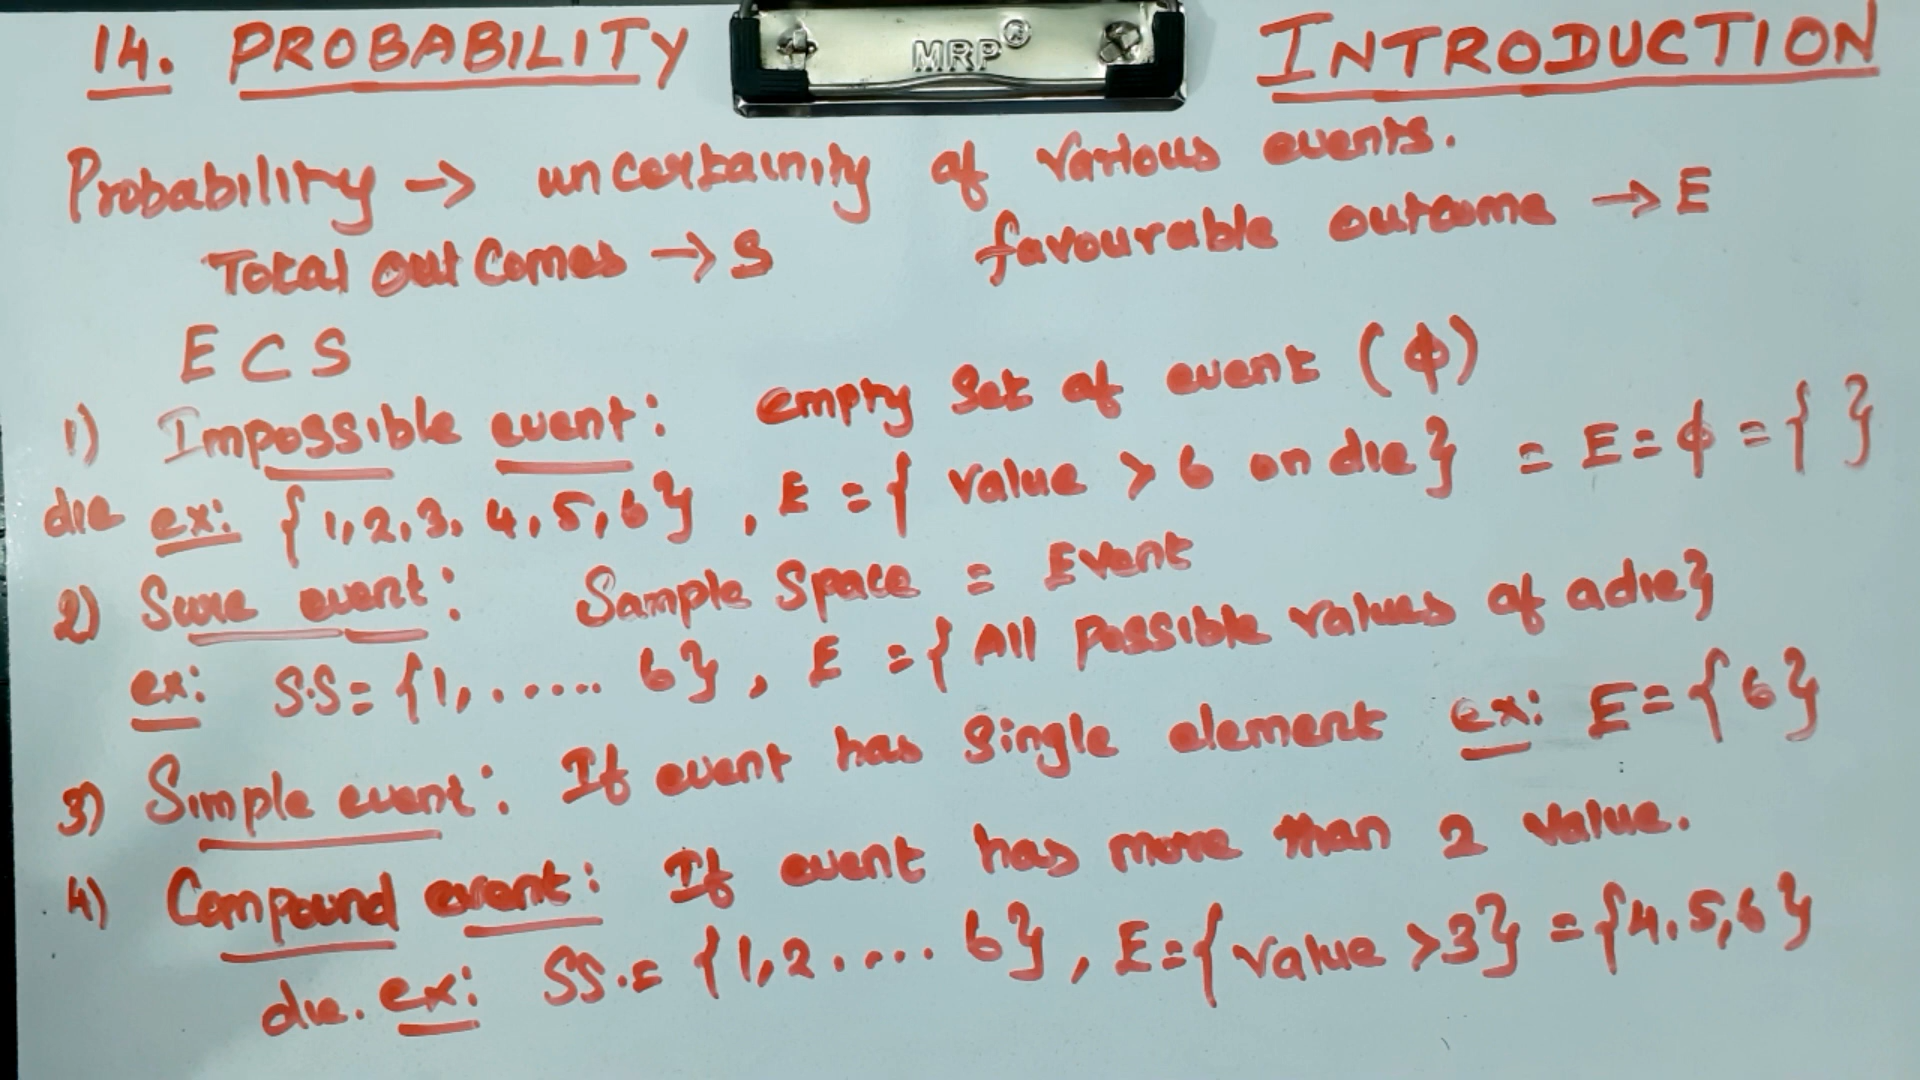 14. PROBABILITY
MRP®
INTRODUCTION
Probability → uncertainity of various events.
Total outcomes → S favourable outcome → E
E ⊂ S
1) Impossible event: empty set of event (ϕ)
die ex: {1,2,3,4,5,6}, E = { value > 6 on die} = E = ϕ = { }
2) Sure event: Sample Space = Event
ex: S.S = {1,...... 6}, E = { All possible values of a die}
3) Simple event: If event has single element ex: E = {6}
4) Compound event: If event has more than 2 value.
die. ex: SS. = {1,2..... 6}, E = { value > 3} = {4,5,6}